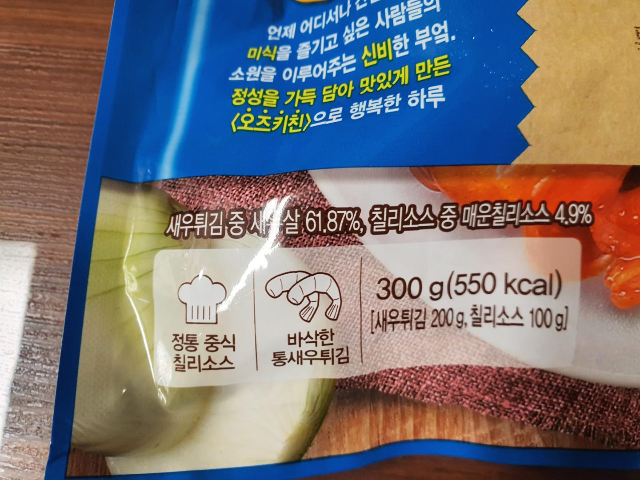 언제 어디서나
미식을 즐기고 싶은 사람들의
소원을 이루어주는 신비한 부엌.
정성을 가득 담아 맛있게 만든
<오즈키친>으로 행복한 하루
새우튀김 중 새우살 61.87%, 칠리소스 중 매운칠리소스 4.9%
정통 중식
칠리소스
바삭한
통새우튀김
300 g(550 kcal)
[새우튀김 200 g, 칠리소스 100 g]